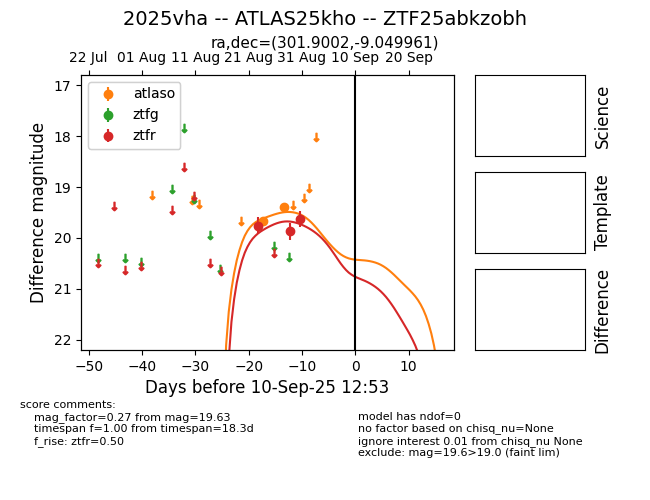 2025vha -- ATLAS25kho -- ZTF25abkzobh
ra,dec=(301.9002,-9.049961)
22 Jul 01 Aug 11 Aug 21 Aug 31 Aug 10 Sep 20 Sep
atlaso
ztfg
ztfr
17
18
19
20
21
22
Difference magnitude
−50 −40 −30 −20 −10 0 10
Days before 10-Sep-25 12:53
Science
Template
Difference
score comments:
mag_factor=0.27 from mag=19.63
timespan f=1.00 from timespan=18.3d
f_rise: ztfr=0.50
model has ndof=0
no factor based on chisq_nu=None
ignore interest 0.01 from chisq_nu None
exclude: mag=19.6>19.0 (faint lim)